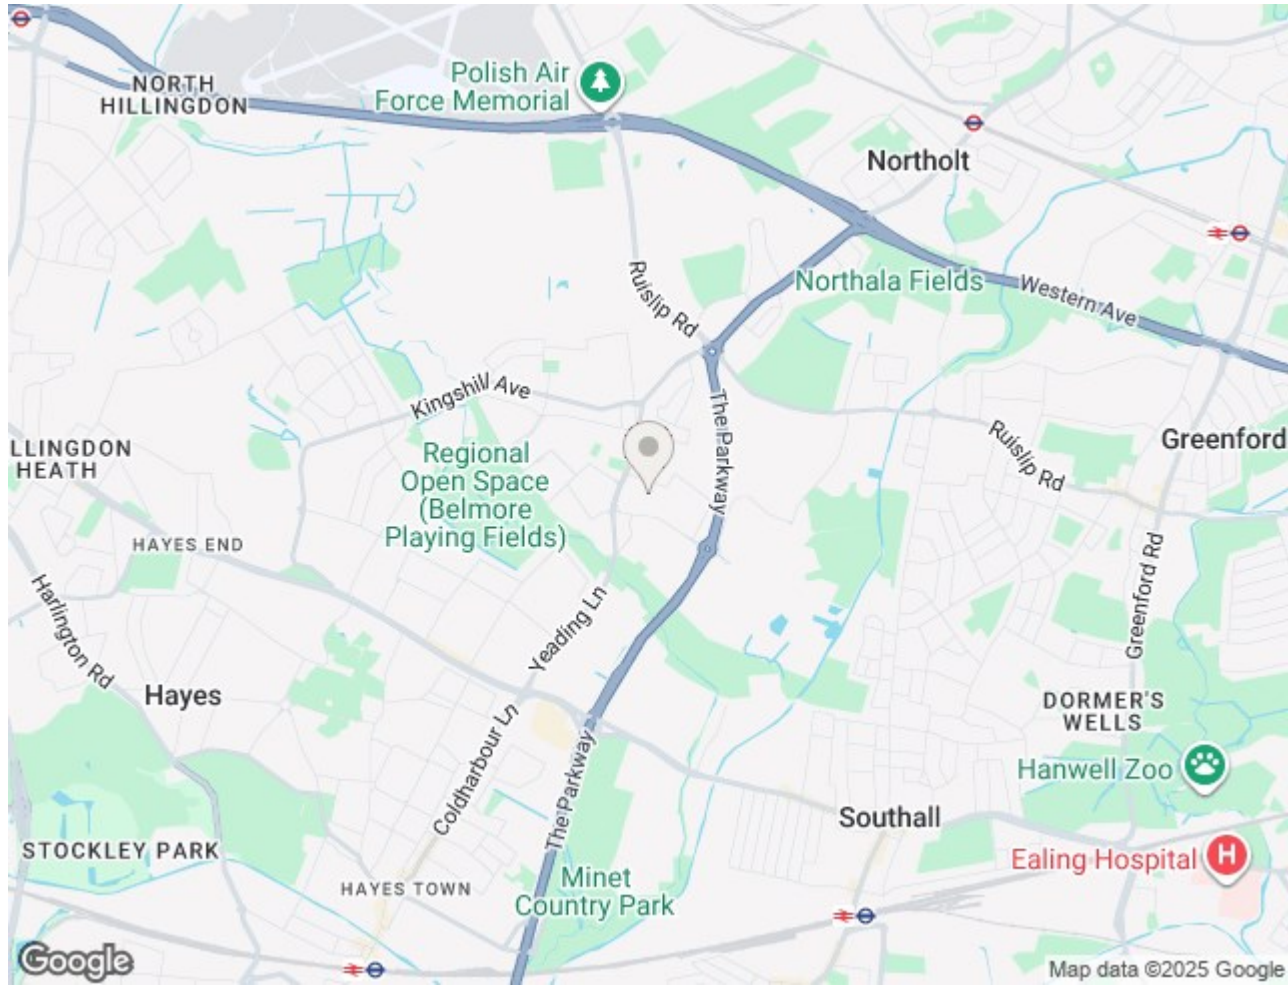 NORTH
HILLINGDON
Polish Air
Force Memorial
Northolt
Ruislip Rd
Northala Fields
Western Ave
Kingshill Ave
The Parkway
LLINGDON
HEATH
Regional
Open Space
(Belmore
Playing Fields)
Ruislip Rd
Greenford
HAYES END
Harlington Rd
Yeading Ln
Greenford Rd
Hayes
DORMER'S
WELLS
Coldharbour Ln
The Parkway
Hanwell Zoo
Southall
STOCKLEY PARK
Ealing Hospital
H
HAYES TOWN
Minet
Country Park
Google
Map data ©2025 Google